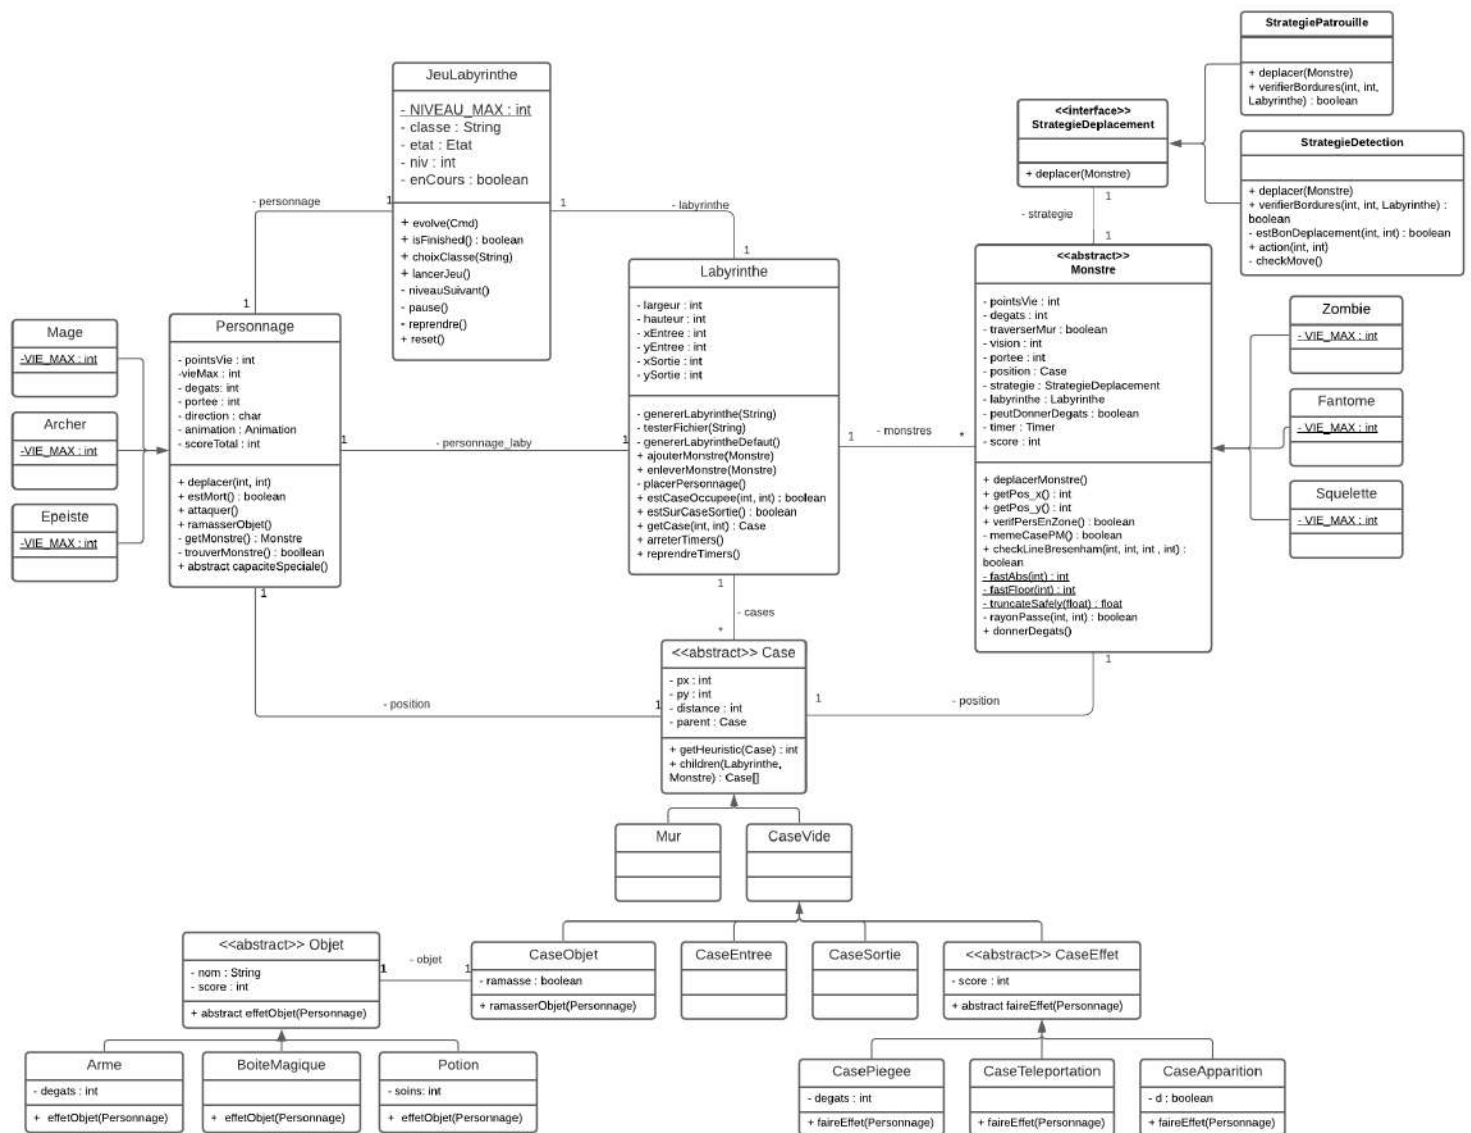 JeuLabyrinthe
- NIVEAU_MAX : int
- classe : String
- etat : Etat
- niv : int
- enCours : boolean
+ evolve(Cmd)
+ isFinished() : boolean
+ choixClasse(String)
+ lancerJeu()
- niveauSuivant()
- pause()
- reprendre()
+ reset()
StrategiePatrouille
+ deplacer(Monstre)
+ verifierBordures(int, int,
Labyrinthe) : boolean
<<interface>>
StrategieDeplacement
+ deplacer(Monstre)
StrategieDetection
+ deplacer(Monstre)
+ verifierBordures(int, int, Labyrinthe) :
boolean
- estBonDeplacement(int, int) : boolean
+ action(int, int)
- checkMove()
- personnage
1
1
- labyrinthe
1
1
- strategie
1
1
Mage
-VIE_MAX : int
Archer
-VIE_MAX : int
Epeiste
-VIE_MAX : int
Personnage
- pointsVie : int
-vieMax : int
- degats: int
- portee : int
- direction : char
- animation : Animation
- scoreTotal : int
+ deplacer(int, int)
+ estMort() : boolean
+ attaquer()
+ ramasserObjet()
- getMonstre() : Monstre
- trouverMonstre() : boollean
+ abstract capaciteSpeciale()
1
- personnage_laby
1
Labyrinthe
- largeur : int
- hauteur : int
- xEntree : int
- yEntree : int
- xSortie : int
- ySortie : int
- genererLabyrinthe(String)
- testerFichier(String)
- genererLabyrintheDefaut()
+ ajouterMonstre(Monstre)
+ enleverMonstre(Monstre)
- placerPersonnage()
+ estCaseOccupee(int, int) : boolean
+ estSurCaseSortie() : boolean
+ getCase(int, int) : Case
+ arreterTimers()
+ reprendreTimers()
1
- monstres
*
<<abstract>>
Monstre
- pointsVie : int
- degats : int
- traverserMur : boolean
- vision : int
- portee : int
- position : Case
- strategie : StrategieDeplacement
- labyrinthe : Labyrinthe
- peutDonnerDegats : boolean
- timer : Timer
- score : int
+ deplacerMonstre()
+ getPos_x() : int
+ getPos_y() : int
+ verifPersEnZone() : boolean
- memeCasePM() : boolean
+ checkLineBresenham(int, int, int , int) :
boolean
- fastAbs(int) : int
- fastFloor(int) : int
- truncateSafely(float) : float
- rayonPasse(int, int) : boolean
+ donnerDegats()
Zombie
- VIE_MAX : int
Fantome
- VIE_MAX : int
Squelette
- VIE_MAX : int
1
- position
1
1
- cases
*
1
- position
1
<<abstract>> Case
- px : int
- py : int
- distance : int
- parent : Case
+ getHeuristic(Case) : int
+ children(Labyrinthe,
Monstre) : Case[]
Mur
CaseVide
<<abstract>> Objet
- nom : String
- score : int
+ abstract effetObjet(Personnage)
1
- objet
1
CaseObjet
- ramasse : boolean
+ ramasserObjet(Personnage)
CaseEntree
CaseSortie
<<abstract>> CaseEffet
- score : int
+ abstract faireEffet(Personnage)
Arme
- degats : int
+ effetObjet(Personnage)
BoiteMagique
+ effetObjet(Personnage)
Potion
- soins: int
+ effetObjet(Personnage)
CasePiegee
- degats : int
+ faireEffet(Personnage)
CaseTeleportation
+ faireEffet(Personnage)
CaseApparition
- d : boolean
+ faireEffet(Personnage)